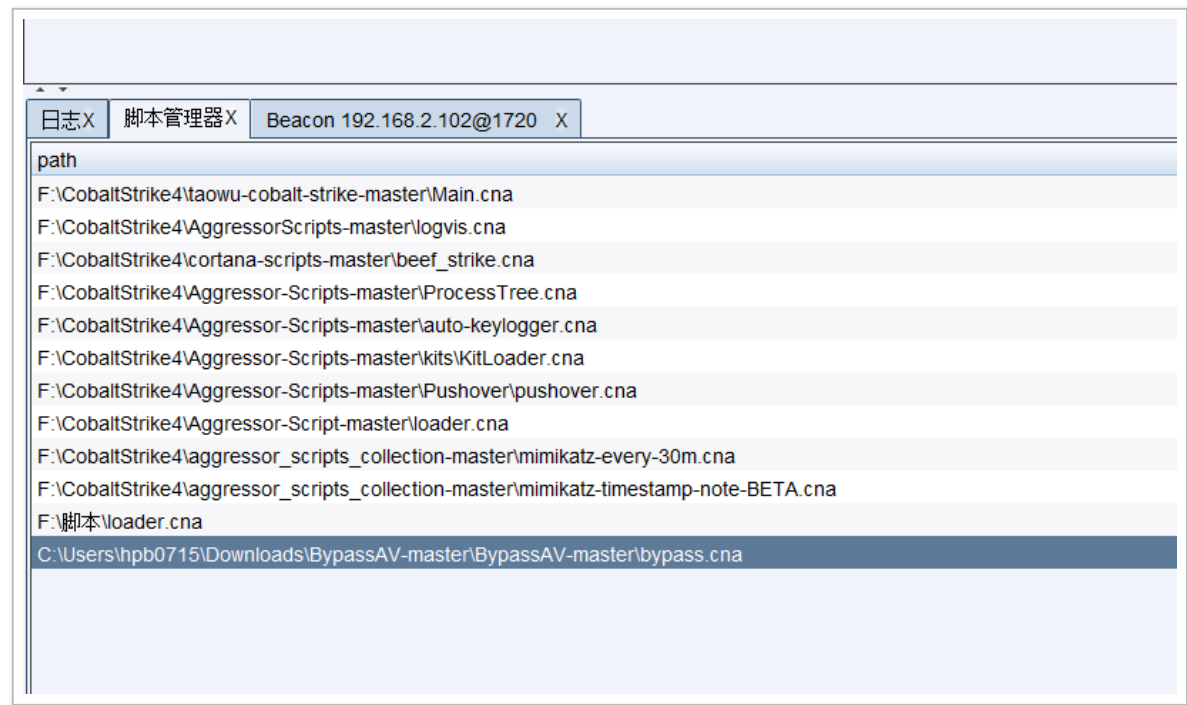 日志X 脚本管理器X Beacon 192.168.2.102@1720 X
path
F:\CobaltStrike4\taowu-cobalt-strike-master\Main.cna
F:\CobaltStrike4\AggressorScripts-master\logvis.cna
F:\CobaltStrike4\cortana-scripts-master\beef_strike.cna
F:\CobaltStrike4\Aggressor-Scripts-master\ProcessTree.cna
F:\CobaltStrike4\Aggressor-Scripts-master\auto-keylogger.cna
F:\CobaltStrike4\Aggressor-Scripts-master\kits\KitLoader.cna
F:\CobaltStrike4\Aggressor-Scripts-master\Pushover\pushover.cna
F:\CobaltStrike4\Aggressor-Script-master\loader.cna
F:\CobaltStrike4\aggressor_scripts_collection-master\mimikatz-every-30m.cna
F:\CobaltStrike4\aggressor_scripts_collection-master\mimikatz-timestamp-note-BETA.cna
F:\脚本\loader.cna
C:\Users\hpb0715\Downloads\BypassAV-master\BypassAV-master\bypass.cna